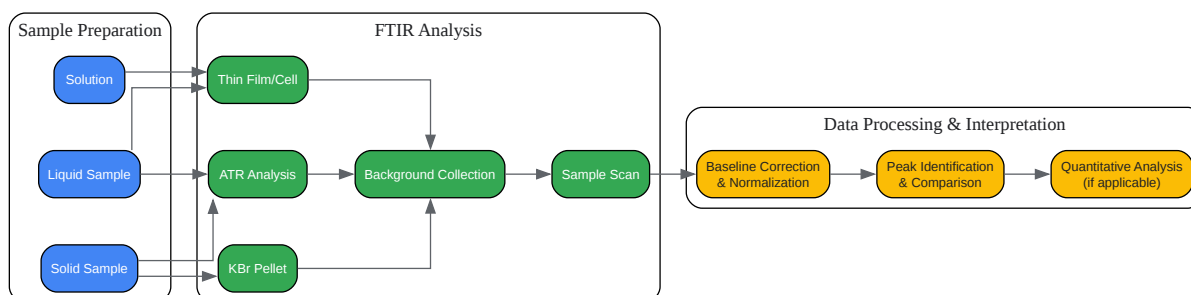 Sample Preparation
FTIR Analysis
Solution
Thin Film/Cell
Data Processing & Interpretation
Liquid Sample
ATR Analysis
Background Collection
Sample Scan
Baseline Correction
& Normalization
Peak Identification
& Comparison
Quantitative Analysis
(if applicable)
Solid Sample
KBr Pellet